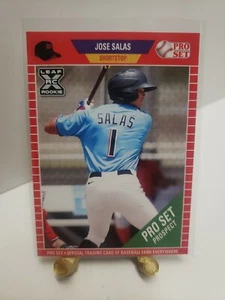 JOSE SALAS
SHORTSTOP
PRO SET
LEAF
RC
ROOKIE
SALAS
1
PRO SET
PROSPECT
PRO SET • OFFICIAL TRADING CARD OF BASEBALL FANS EVERYWHERE